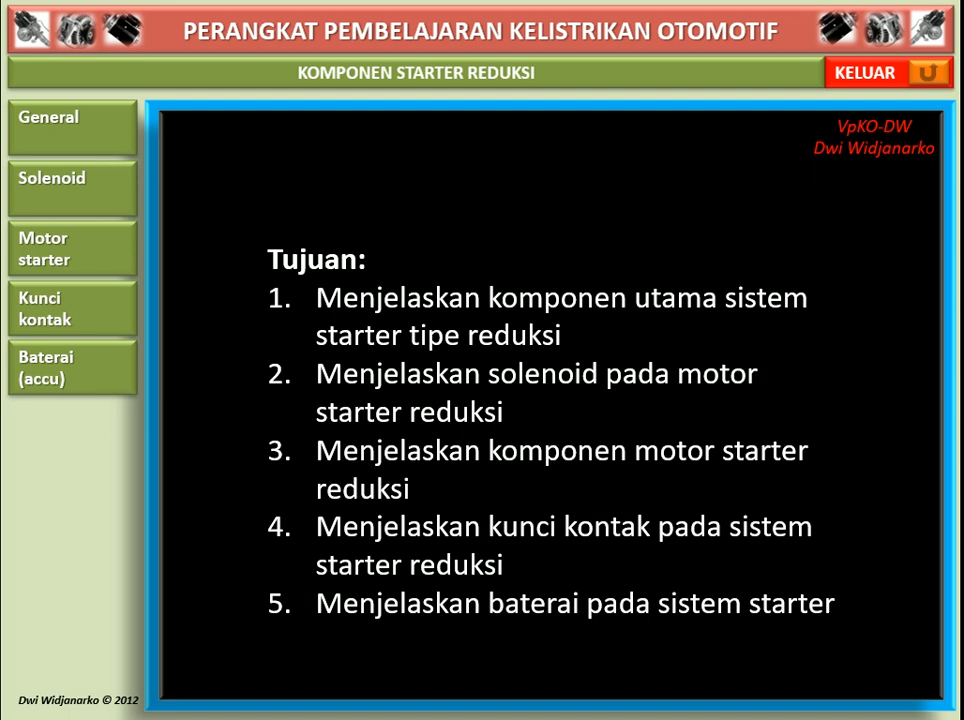 PERANGKAT PEMBELAJARAN KELISTRIKAN OTOMOTIF
KOMPONEN STARTER REDUKSI
KELUAR
General
Solenoid
Motor
starter
Kunci
kontak
Baterai
(accu)
VpKO-DW
Dwi Widjanarko
Tujuan:
1. Menjelaskan komponen utama sistem
starter tipe reduksi
2. Menjelaskan solenoid pada motor
starter reduksi
3. Menjelaskan komponen motor starter
reduksi
4. Menjelaskan kunci kontak pada sistem
starter reduksi
5. Menjelaskan baterai pada sistem starter
Dwi Widjanarko © 2012